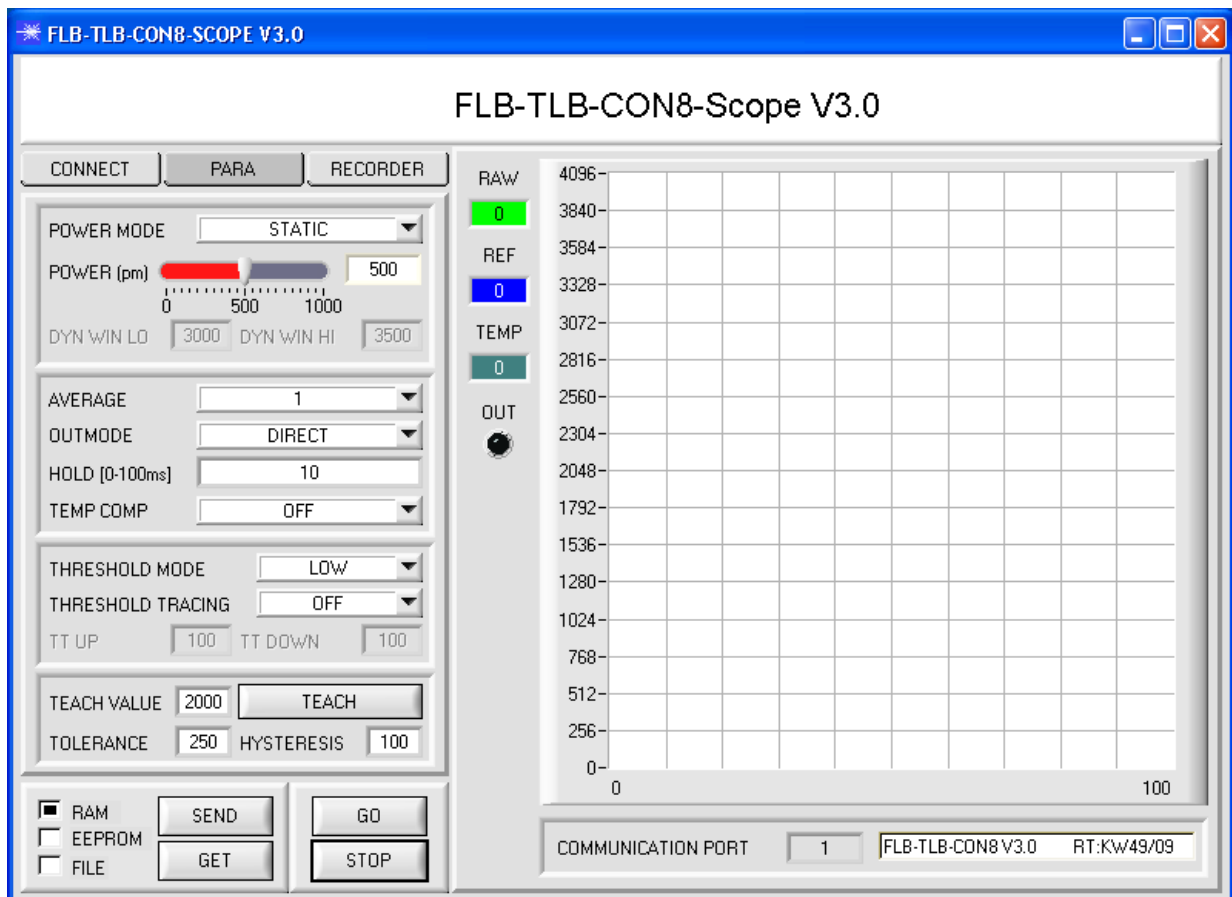 FLB-TLB-CON8-SCOPE V3.0
FLB-TLB-CON8-Scope V3.0
CONNECT PARA RECORDER
POWER MODE STATIC
POWER (pm) 500
0 500 1000
DYN WIN LO 3000 DYN WIN HI 3500
AVERAGE 1
OUTMODE DIRECT
HOLD [0-100ms] 10
TEMP COMP OFF
THRESHOLD MODE LOW
THRESHOLD TRACING OFF
TT UP 100 TT DOWN 100
TEACH VALUE 2000 TEACH
TOLERANCE 250 HYSTERESIS 100
RAM
EEPROM
FILE
SEND
GET
GO
STOP
RAW
0
REF
0
TEMP
0
OUT
4096
3840
3584
3328
3072
2816
2560
2304
2048
1792
1536
1280
1024
768
512
256
0
0 100
COMMUNICATION PORT 1 FLB-TLB-CON8 V3.0 RT:KW49/09